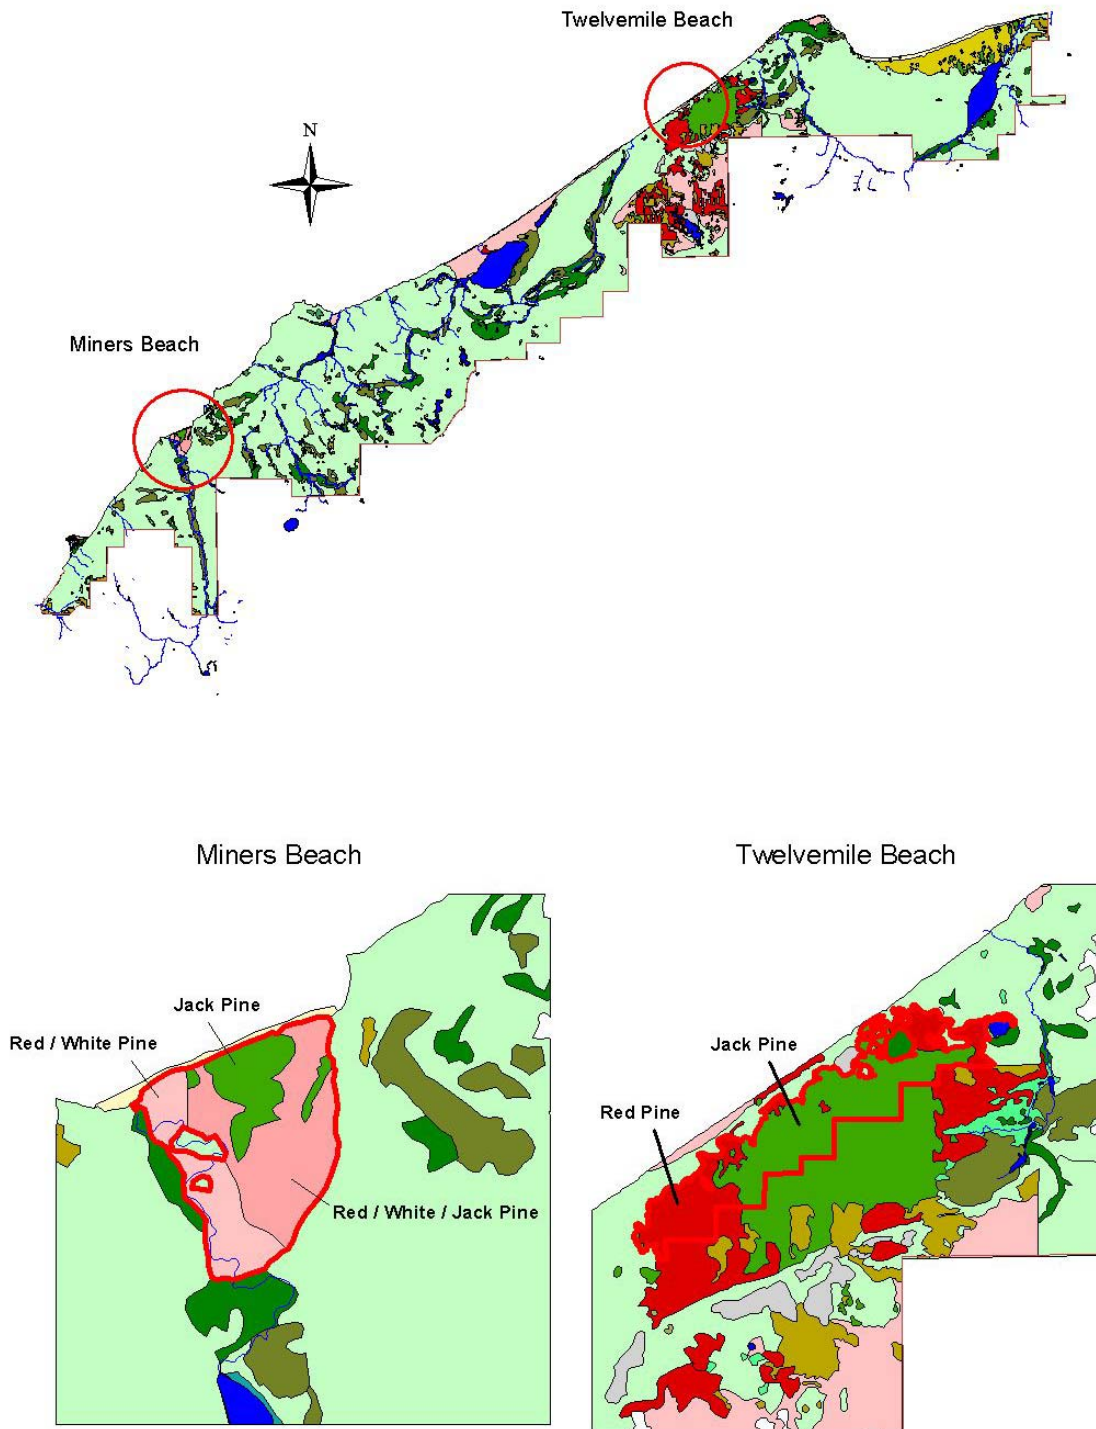 Twelvemile Beach
N
Miners Beach
Miners Beach
Twelvemile Beach
Jack Pine
Red / White Pine
Red / White / Jack Pine
Jack Pine
Red Pine